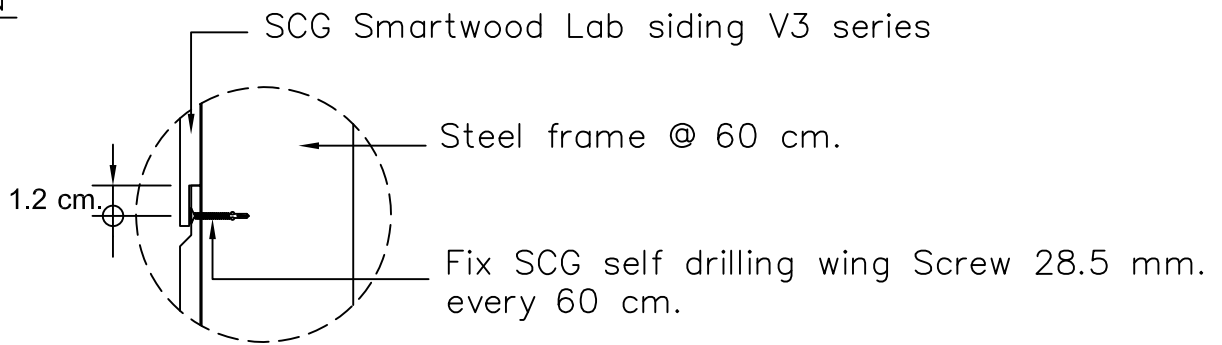 SCG Smartwood Lab siding V3 series
Steel frame @ 60 cm.
1.2 cm.
Fix SCG self drilling wing Screw 28.5 mm.
every 60 cm.